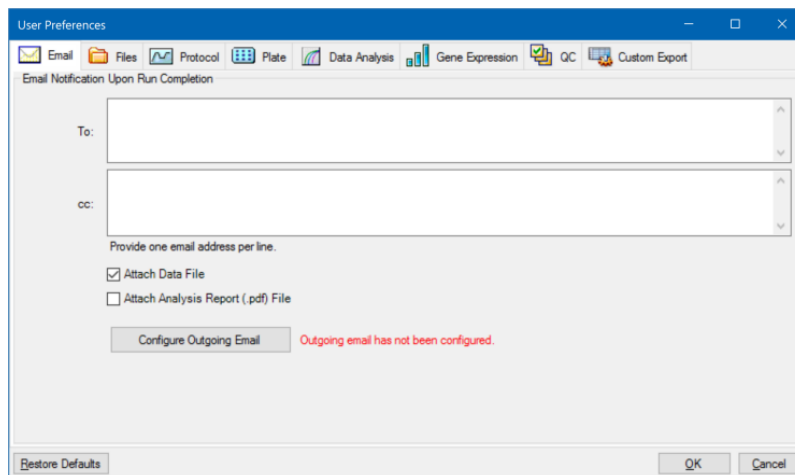 User Preferences
Email Files Protocol Plate Data Analysis Gene Expression QC Custom Export
Email Notification Upon Run Completion
To:
cc:
Provide one email address per line.
Attach Data File
Attach Analysis Report (.pdf) File
Configure Outgoing Email Outgoing email has not been configured.
Restore Defaults OK Cancel